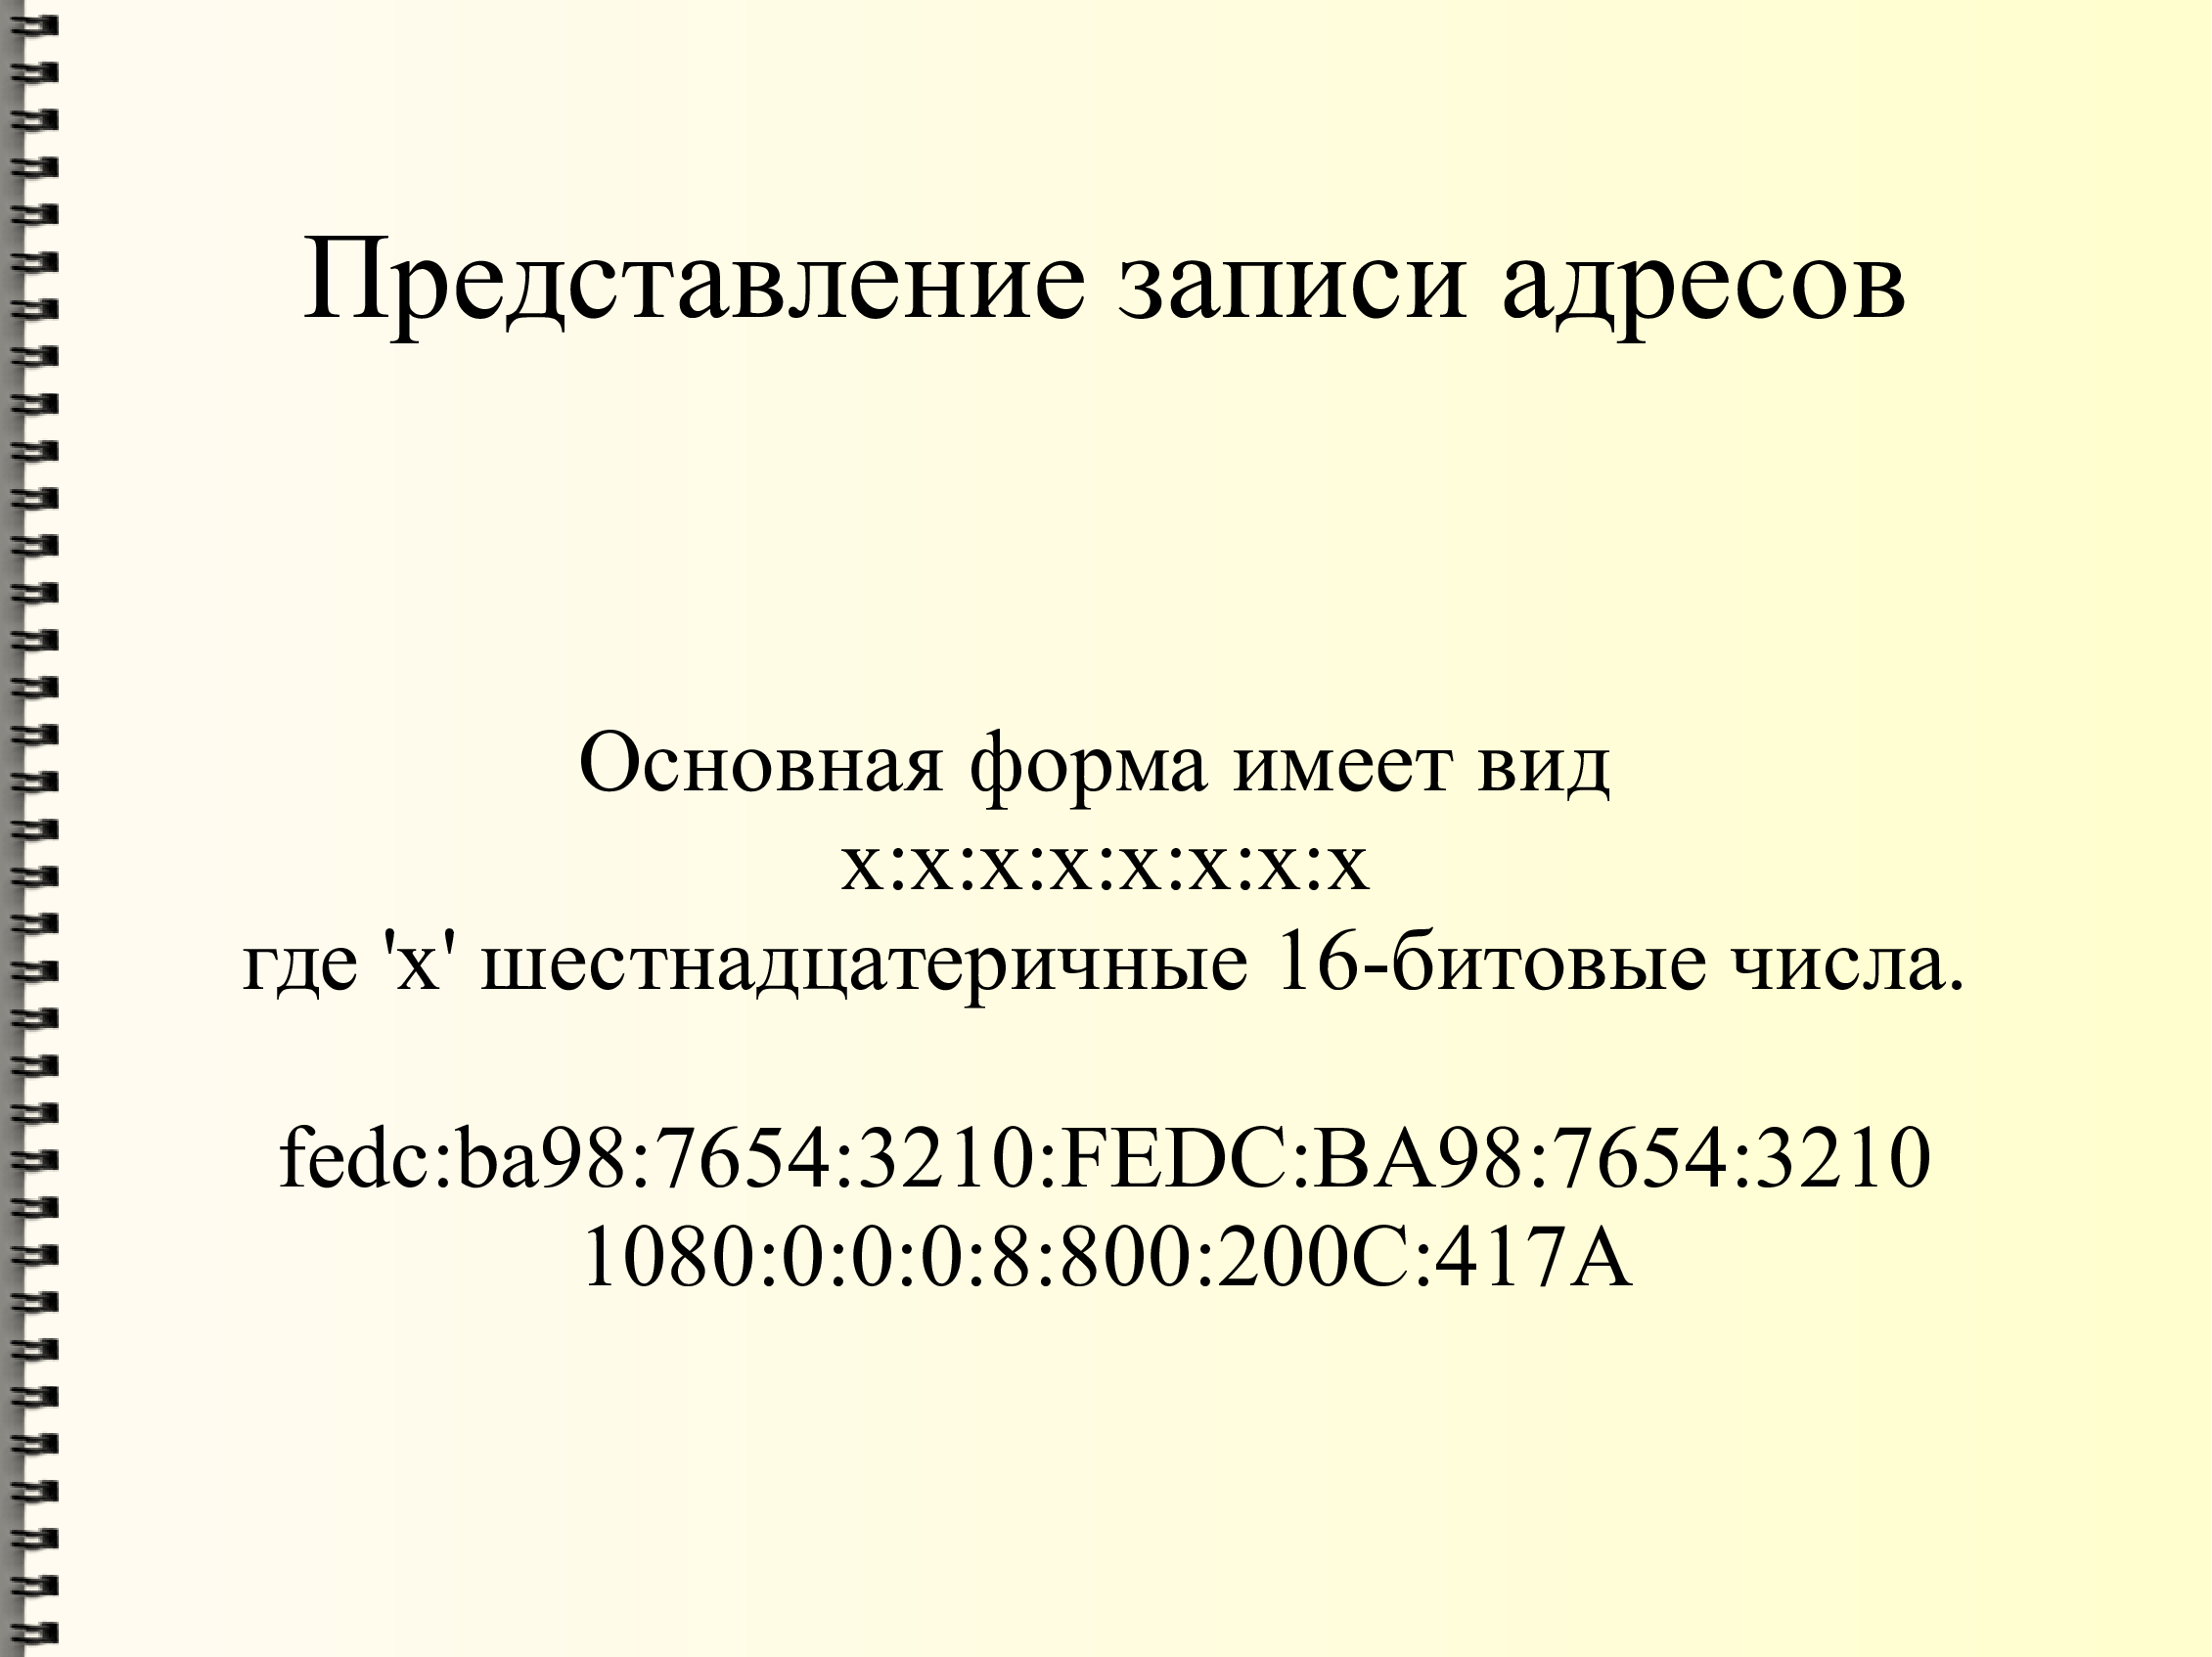 Представление записи адресов
Основная форма имеет вид
x:x:x:x:x:x:x:x
где 'x' шестнадцатеричные 16-битовые числа.
fedc:ba98:7654:3210:FEDC:BA98:7654:3210
1080:0:0:0:8:800:200C:417A